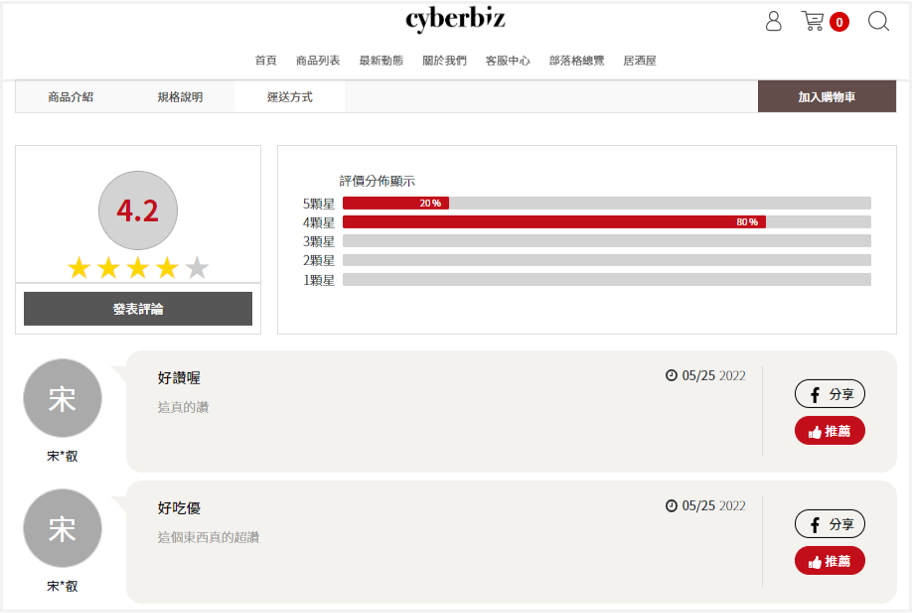 cyberbiz
0
首頁 商品列表 最新動態 關於我們 客服中心 部落格總覽 居酒屋
商品介紹 規格說明 運送方式 加入購物車
4.2
發表評論
評價分佈顯示
5顆星 20%
4顆星 80%
3顆星
2顆星
1顆星
宋
宋*叡
好讚喔
這真的讚
05/25 2022
分享
推薦
宋
宋*叡
好吃優
這個東西真的超讚
05/25 2022
分享
推薦